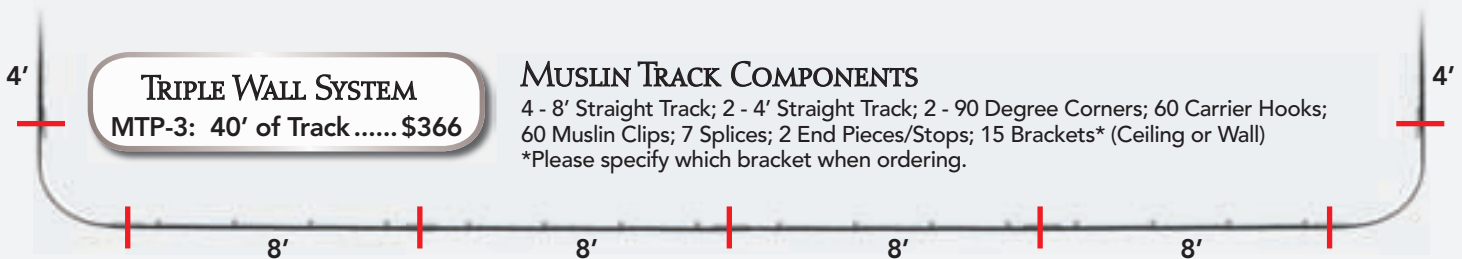 4’
TRIPLE WALL SYSTEM
MTP-3: 40’ of Track ...... $366
MUSLIN TRACK COMPONENTS
4 - 8’ Straight Track; 2 - 4’ Straight Track; 2 - 90 Degree Corners; 60 Carrier Hooks;
60 Muslin Clips; 7 Splices; 2 End Pieces/Stops; 15 Brackets* (Ceiling or Wall)
*Please specify which bracket when ordering.
4’
8’
8’
8’
8’